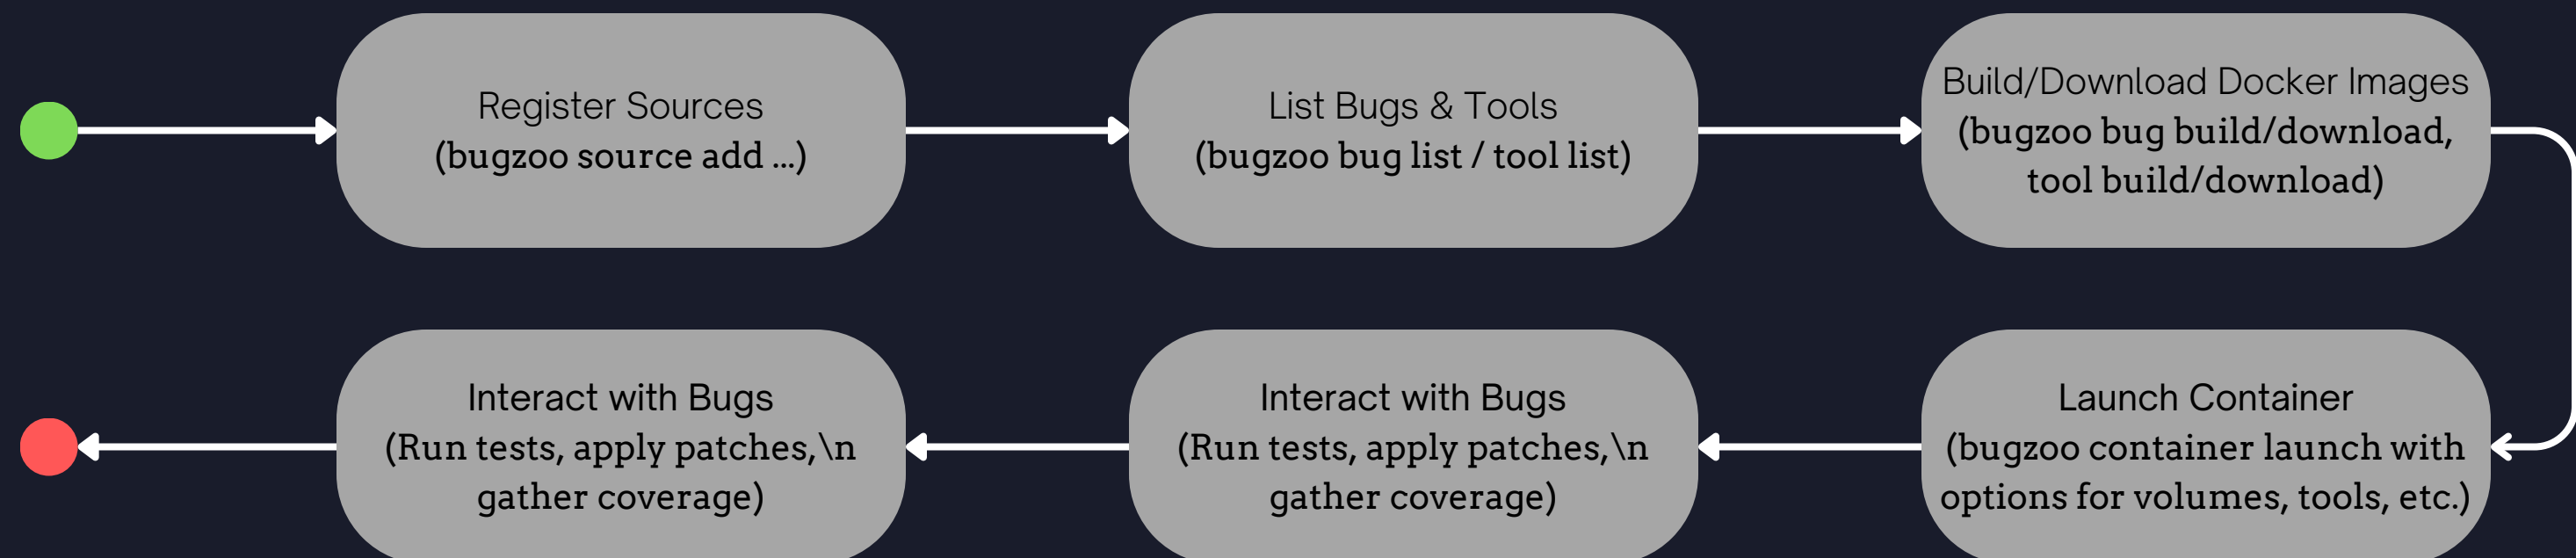 Register Sources
(bugzoo source add ...)
List Bugs & Tools
(bugzoo bug list / tool list)
Build/Download Docker Images
(bugzoo bug build/download,
tool build/download)
Launch Container
(bugzoo container launch with
options for volumes, tools, etc.)
Interact with Bugs
(Run tests, apply patches,\n
gather coverage)
Interact with Bugs
(Run tests, apply patches,\n
gather coverage)